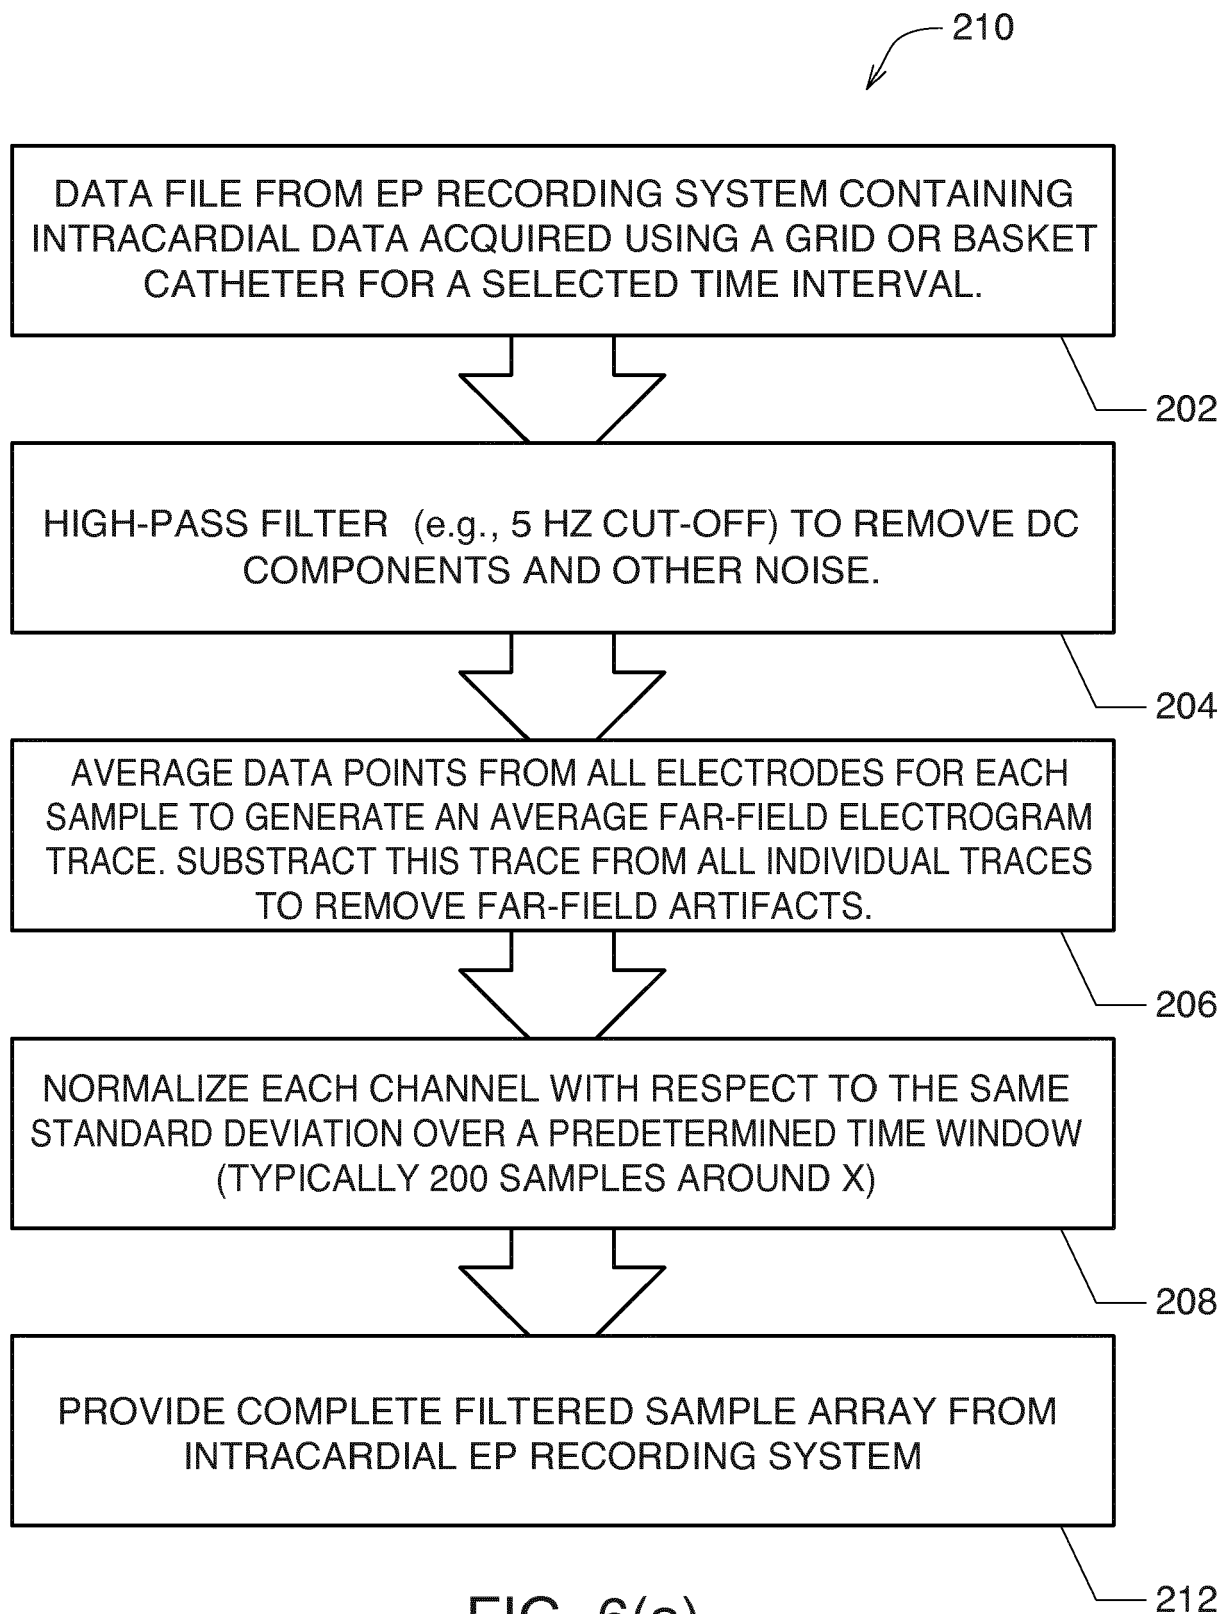 210
DATA FILE FROM EP RECORDING SYSTEM CONTAINING
INTRACARDIAL DATA ACQUIRED USING A GRID OR BASKET
CATHETER FOR A SELECTED TIME INTERVAL.
202
HIGH-PASS FILTER (e.g., 5 HZ CUT-OFF) TO REMOVE DC
COMPONENTS AND OTHER NOISE.
204
AVERAGE DATA POINTS FROM ALL ELECTRODES FOR EACH
SAMPLE TO GENERATE AN AVERAGE FAR-FIELD ELECTROGRAM
TRACE. SUBSTRACT THIS TRACE FROM ALL INDIVIDUAL TRACES
TO REMOVE FAR-FIELD ARTIFACTS.
206
NORMALIZE EACH CHANNEL WITH RESPECT TO THE SAME
STANDARD DEVIATION OVER A PREDETERMINED TIME WINDOW
(TYPICALLY 200 SAMPLES AROUND X)
208
PROVIDE COMPLETE FILTERED SAMPLE ARRAY FROM
INTRACARDIAL EP RECORDING SYSTEM
212
FIG. 6(a)